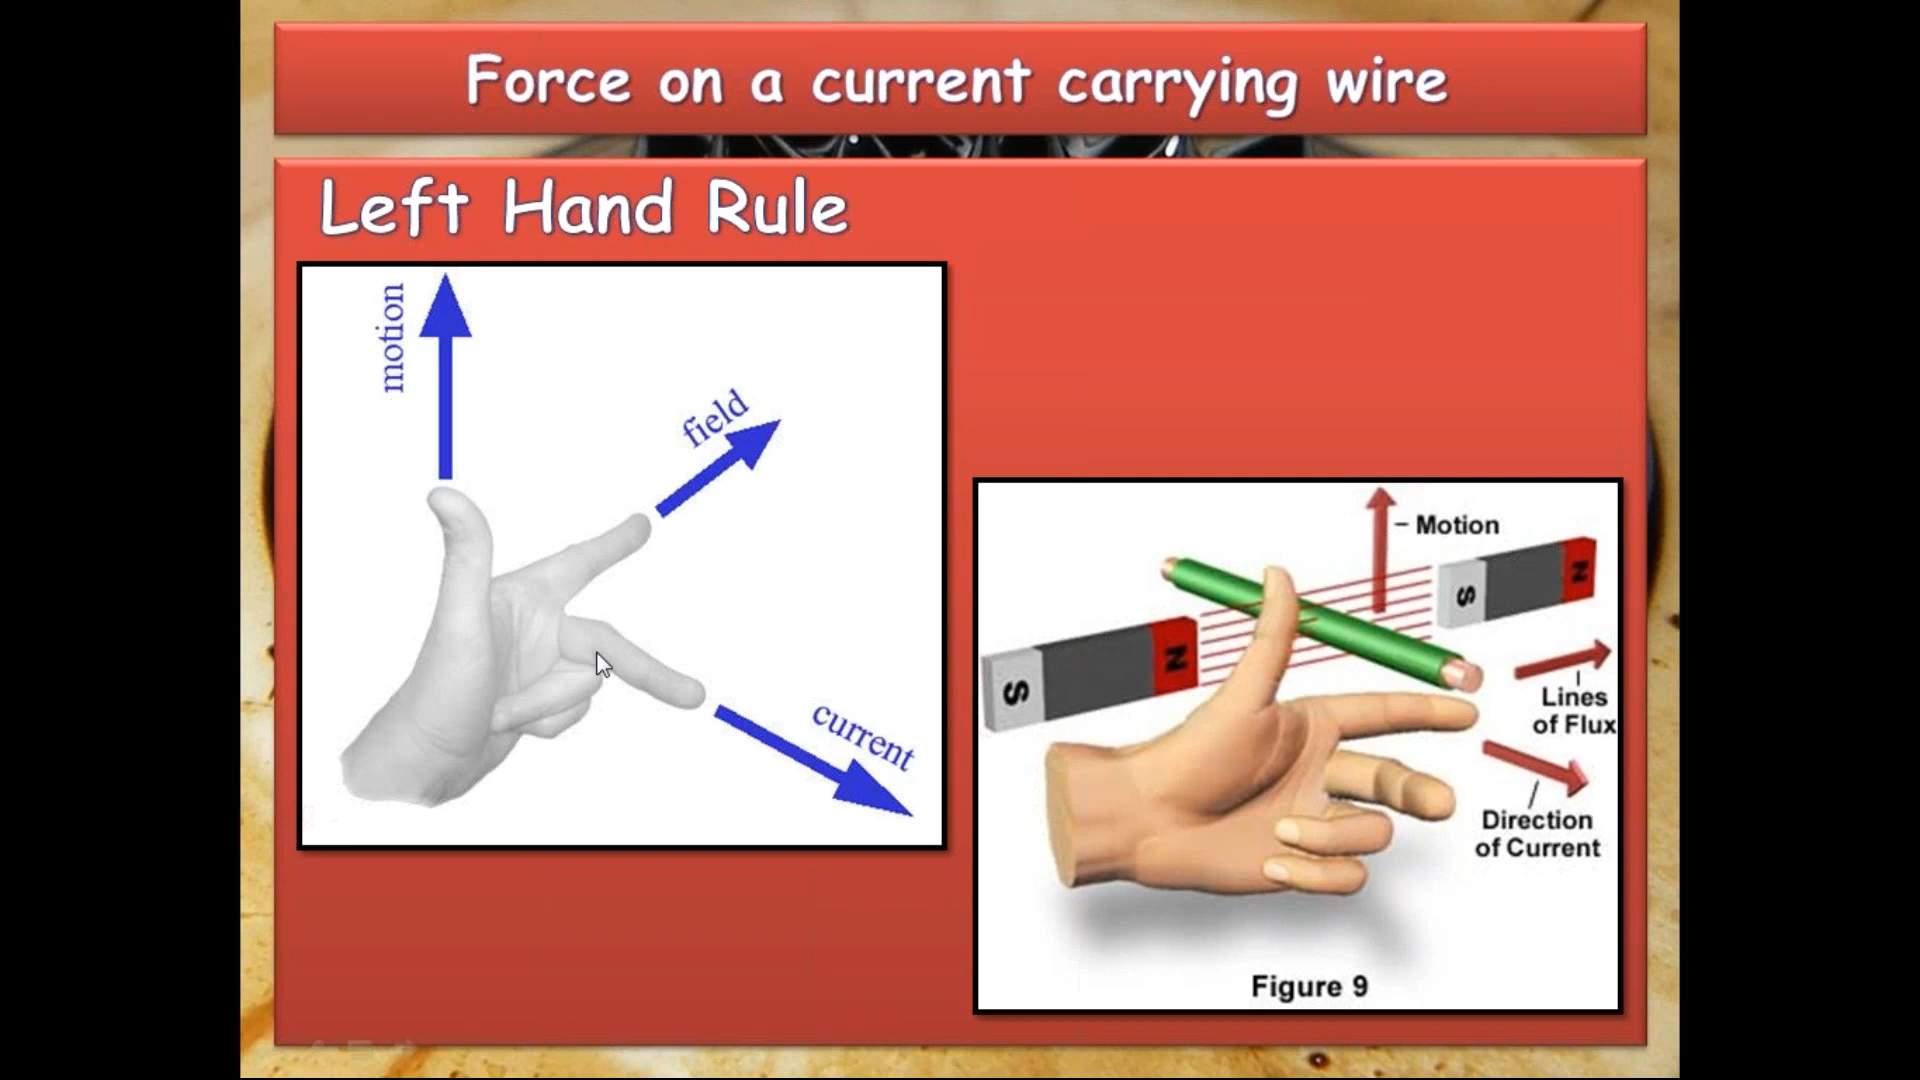 Force on a current carrying wire
Left Hand Rule
motion
field
current
– Motion
N
S
N
S
Lines
of Flux
Direction
of Current
Figure 9